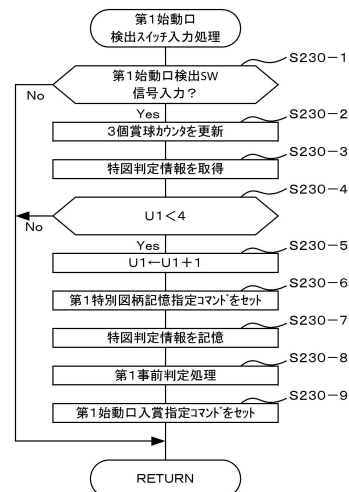 第1始動口
検出スイッチ入力処理
S230-1
第1始動口検出SW
信号入力?
No
Yes
S230-2
3個賞球カウンタを更新
S230-3
特図判定情報を取得
S230-4
U1<4
No
Yes
S230-5
U1←U1+1
S230-6
第1特別図柄記憶指定コマンドをセット
S230-7
特図判定情報を記憶
S230-8
第1事前判定処理
S230-9
第1始動口入賞指定コマンドをセット
RETURN